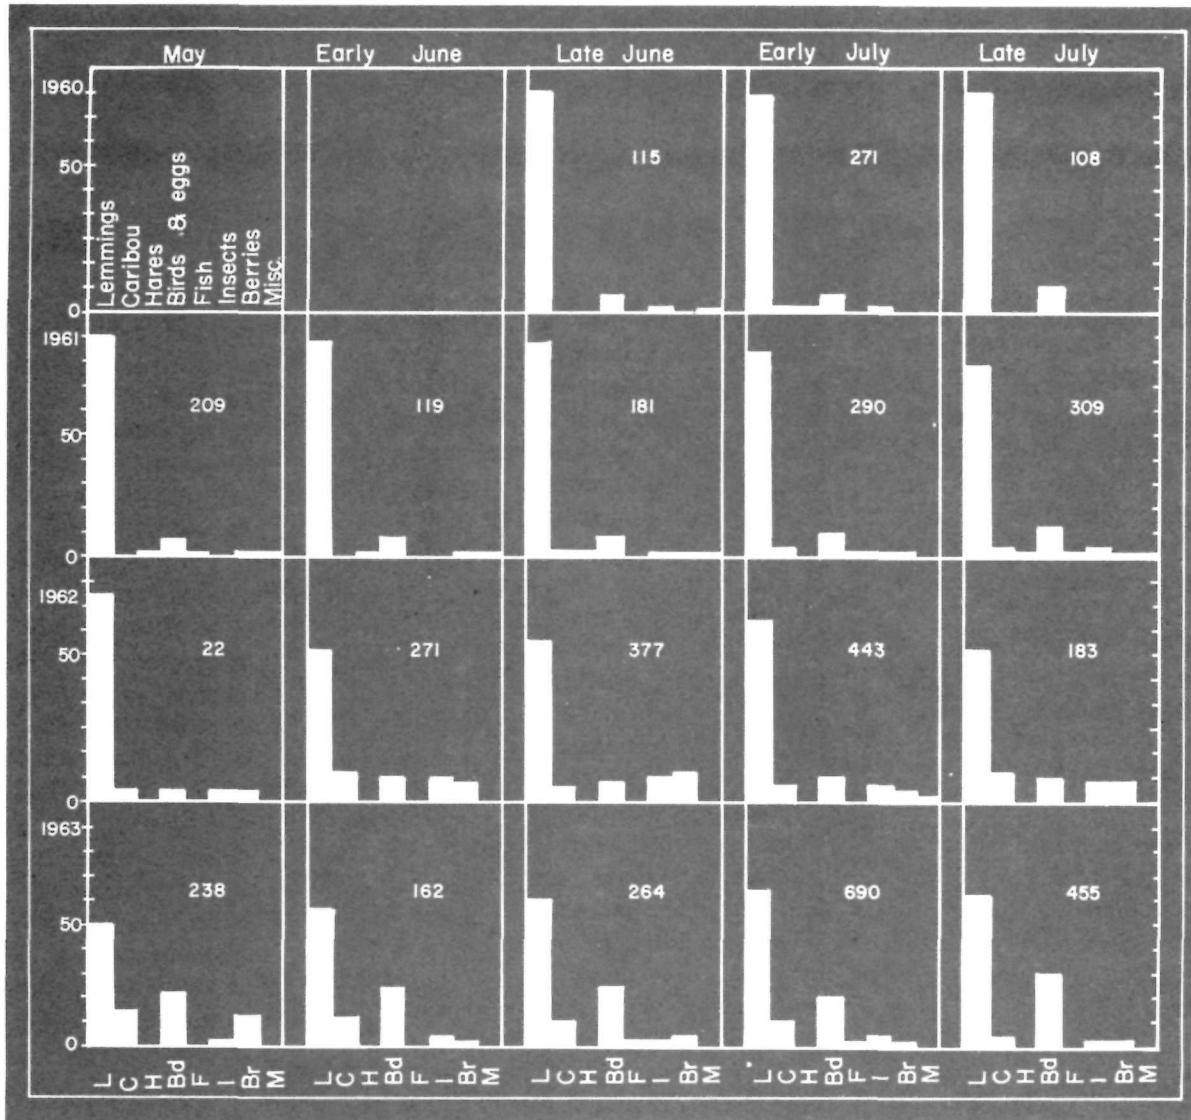 May Early June Late June Early July Late July
1960
50
0
Lemmings
Caribou
Hares
Birds & eggs
Fish
Insects
Berries
Misc.
115 271 108
1961
50
0
209 119 181 290 309
1962
50
0
22 271 377 443 183
1963
50
0
238 162 264 690 455
L C H Bd F I Br M L C H Bd F I Br M L C H Bd F I Br M L C H Bd F I Br M L C H Bd F I Br M